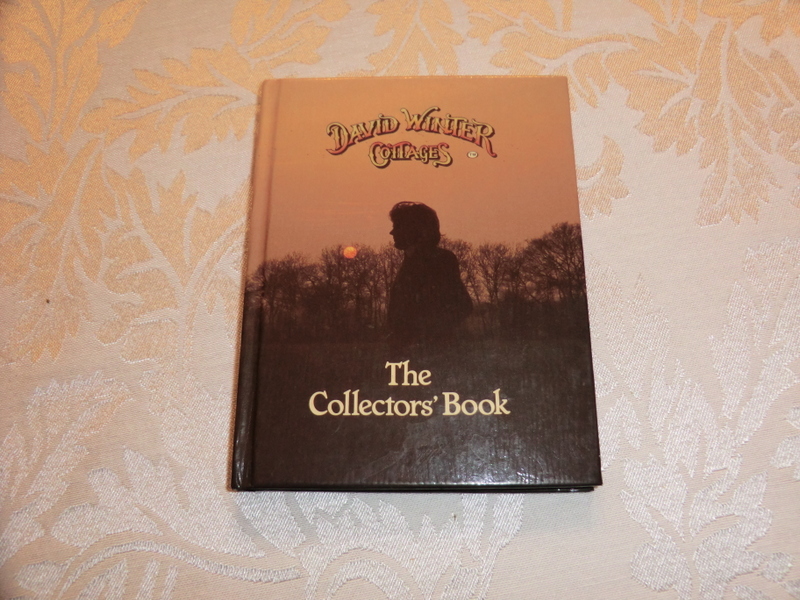 DAVID WINTER
COTTAGES
The
Collectors' Book